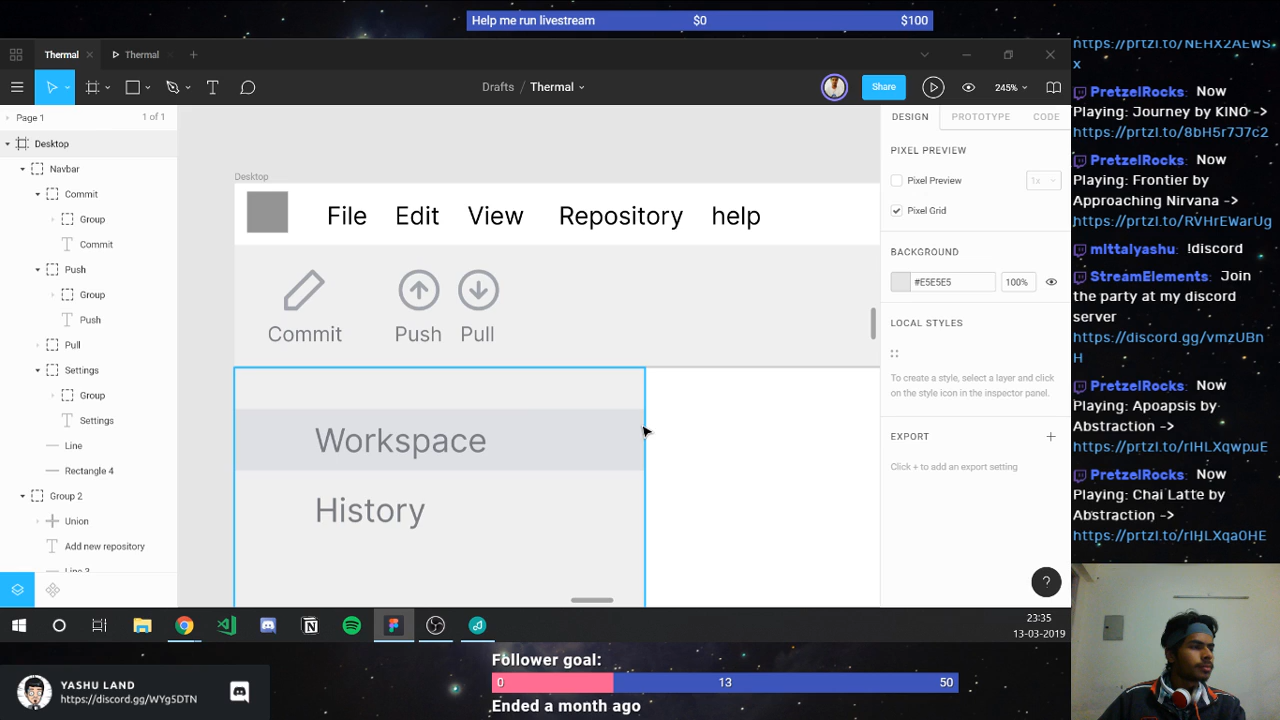 Help me run livestream $0 $100
Thermal
Thermal
Drafts / Thermal
Share
245%
Page 1
1 of 1
Desktop
Navbar
Commit
Group
Commit
Push
Group
Push
Pull
Settings
Group
Settings
Line
Rectangle 4
Group 2
Union
Add new repository
Line 3
Desktop
File Edit View Repository help
Commit Push Pull
Workspace
History
DESIGN PROTOTYPE CODE
PIXEL PREVIEW
Pixel Preview 1x
Pixel Grid
BACKGROUND
#E5E5E5 100%
LOCAL STYLES
To create a style, select a layer and click
on the style icon in the inspector panel.
EXPORT
Click + to add an export setting
?
23:35
13-03-2019
https://prtzl.to/NEHX2AEWS
x
PretzelRocks: Now
Playing: Journey by KINO ->
https://prtzl.to/8bH5r7J7c2
PretzelRocks: Now
Playing: Frontier by
Approaching Nirvana ->
https://prtzl.to/RVHrEWarUg
mittalyashu: !discord
StreamElements: Join
the party at my discord
server
https://discord.gg/vmzUBn
H
PretzelRocks: Now
Playing: Apoapsis by
Abstraction ->
https://prtzl.to/rIHLXqwpuE
PretzelRocks: Now
Playing: Chai Latte by
Abstraction ->
https://prtzl.to/rIHLXqa0HE
YASHU LAND
https://discord.gg/WYg5DTN
Follower goal:
0 13 50
Ended a month ago